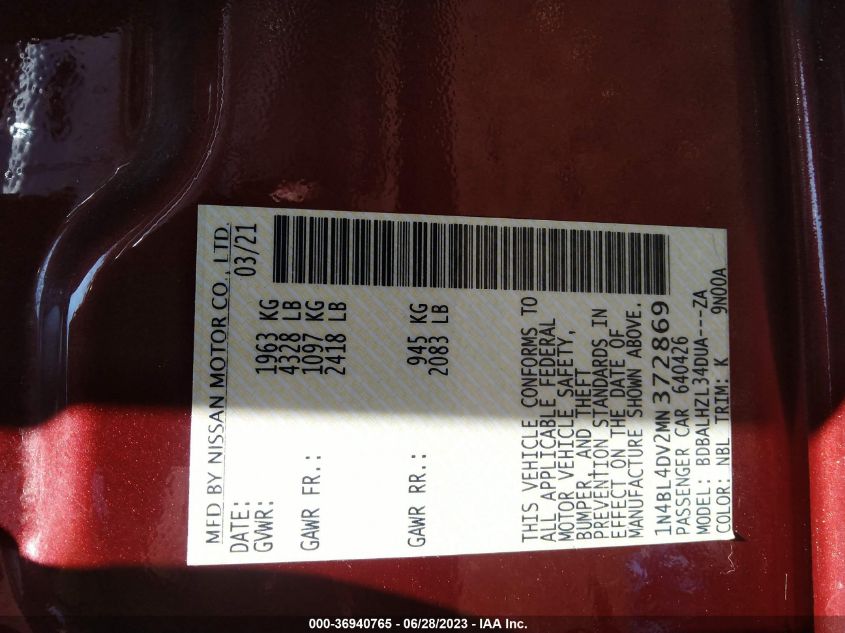 MFD BY NISSAN MOTOR CO., LTD.
DATE: 03/21
GVWR: 1963 KG
4328 LB
GAWR FR.: 1097 KG
2418 LB
GAWR RR.: 945 KG
2083 LB
THIS VEHICLE CONFORMS TO
ALL APPLICABLE FEDERAL
MOTOR VEHICLE SAFETY,
BUMPER, AND THEFT
PREVENTION STANDARDS IN
EFFECT ON THE DATE OF
MANUFACTURE SHOWN ABOVE.
1N4BL4DV2MN372869
PASSENGER CAR 640426
MODEL: BDBALHZL34DUA---ZA
COLOR: NBL TRIM: K 9N00A
000-36940765 - 06/28/2023 - IAA Inc.